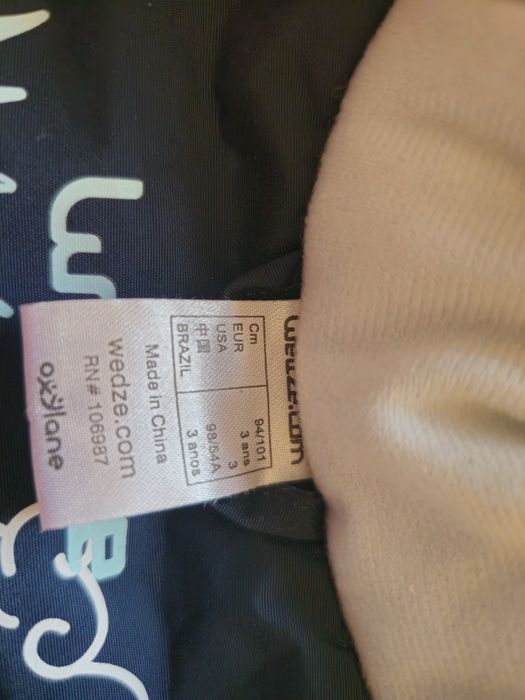 wedze.com
Cm 94/101
EUR 3 ans
USA 3
中国 98/54A
BRAZIL 3 anos
Made in China
wedze.com
RN# 106987
oxylane